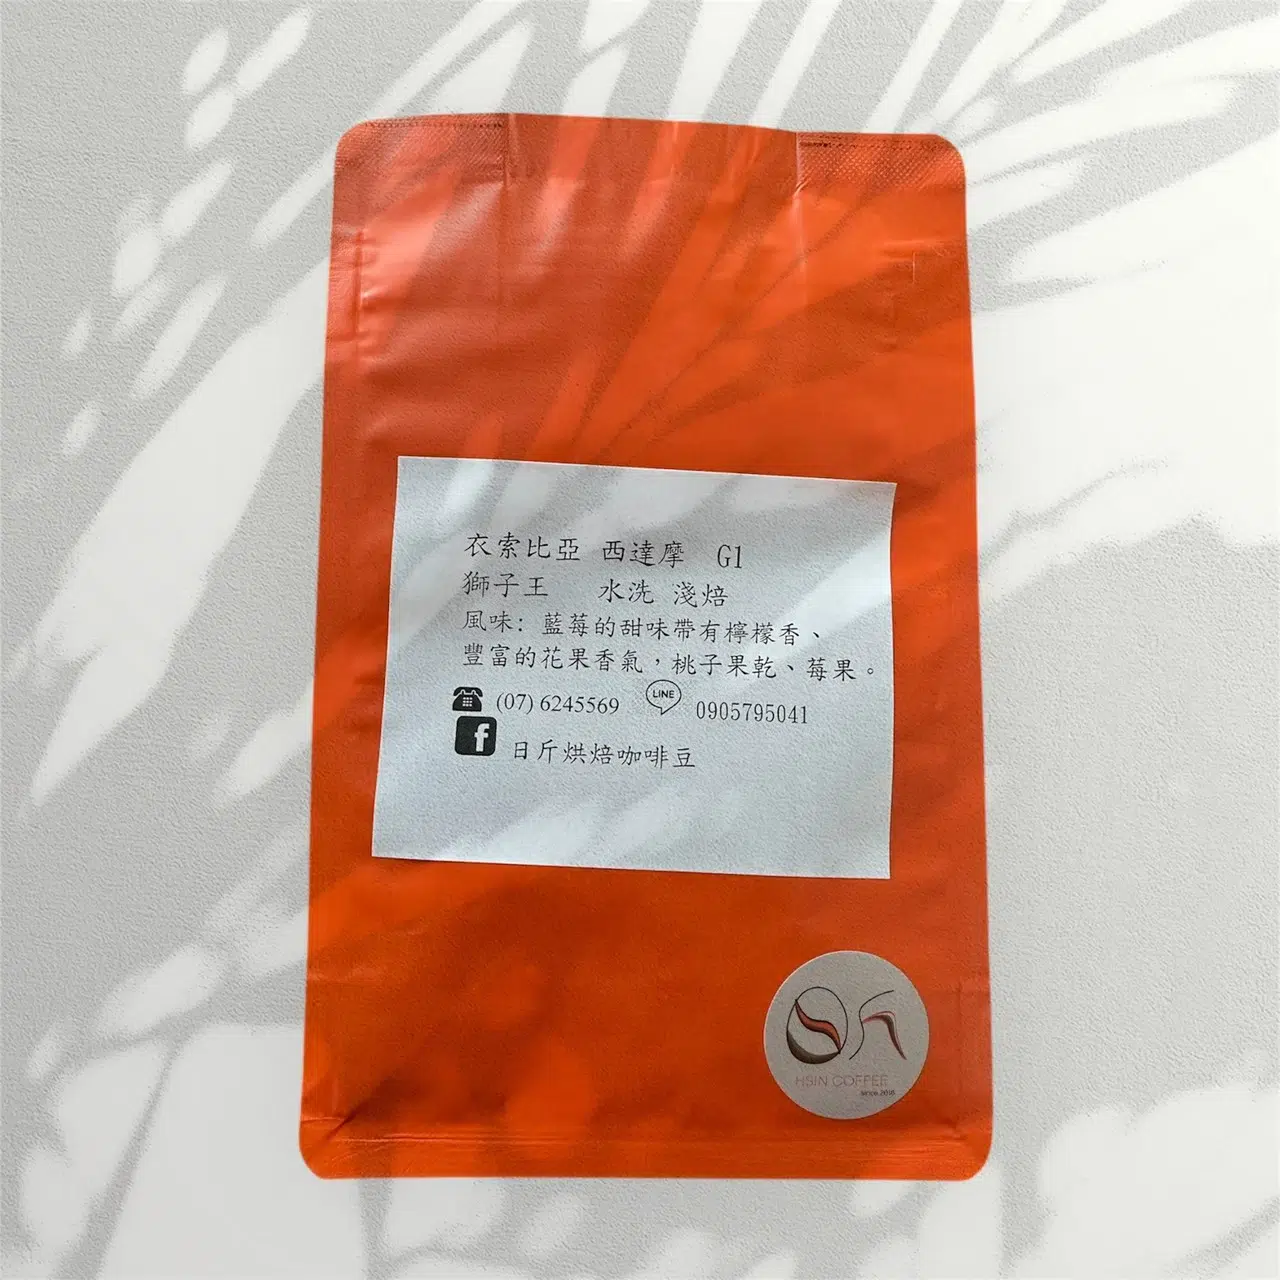 衣索比亞 西達摩 G1
獅子王 水洗 淺焙
風味: 藍莓的甜味帶有檸檬香、
豐富的花果香氣，桃子果乾、莓果。
(07) 6245569 LINE 0905795041
f 日斤烘焙咖啡豆
HSIN COFFEE
since 2018